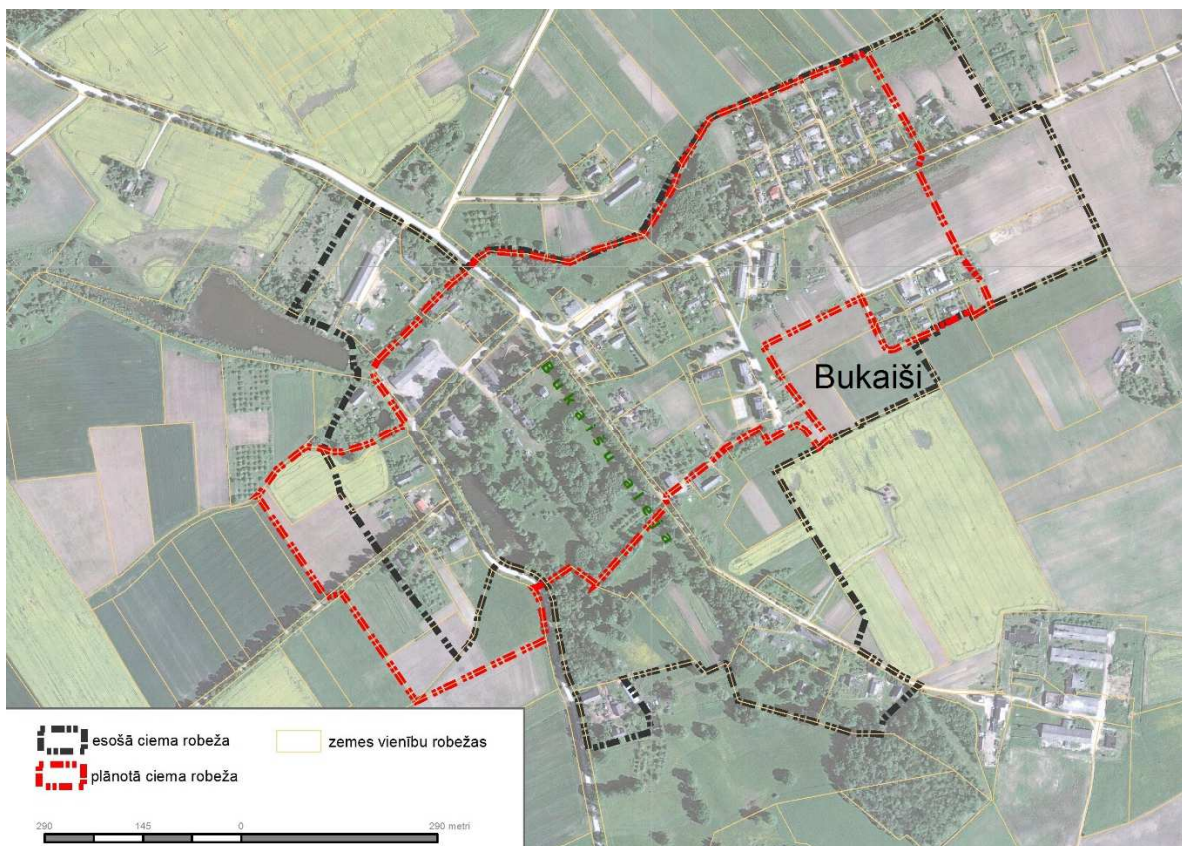 Bukaiši
Bukaišu aleja
esošā ciema robeža
zemes vienību robežas
plānotā ciema robeža
290 145 0 290 metri